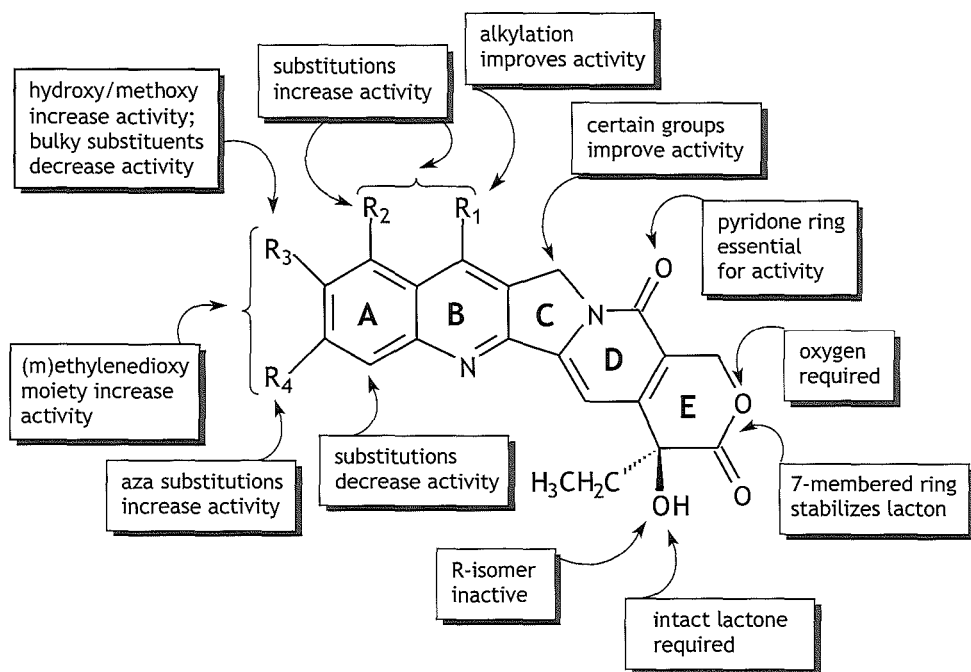 alkylation
improves activity
substitutions
increase activity
hydroxy/methoxy
increase activity;
bulky substituents
decrease activity
certain groups
improve activity
pyridone ring
essential
for activity
R2
R1
R3
O
A
B
C
N
D
(m)ethylenedioxy
moiety increase
activity
R4
N
E
O
oxygen
required
aza substitutions
increase activity
substitutions
decrease activity
H3CH2C
OH
O
7-membered ring
stabilizes lacton
R-isomer
inactive
intact lactone
required